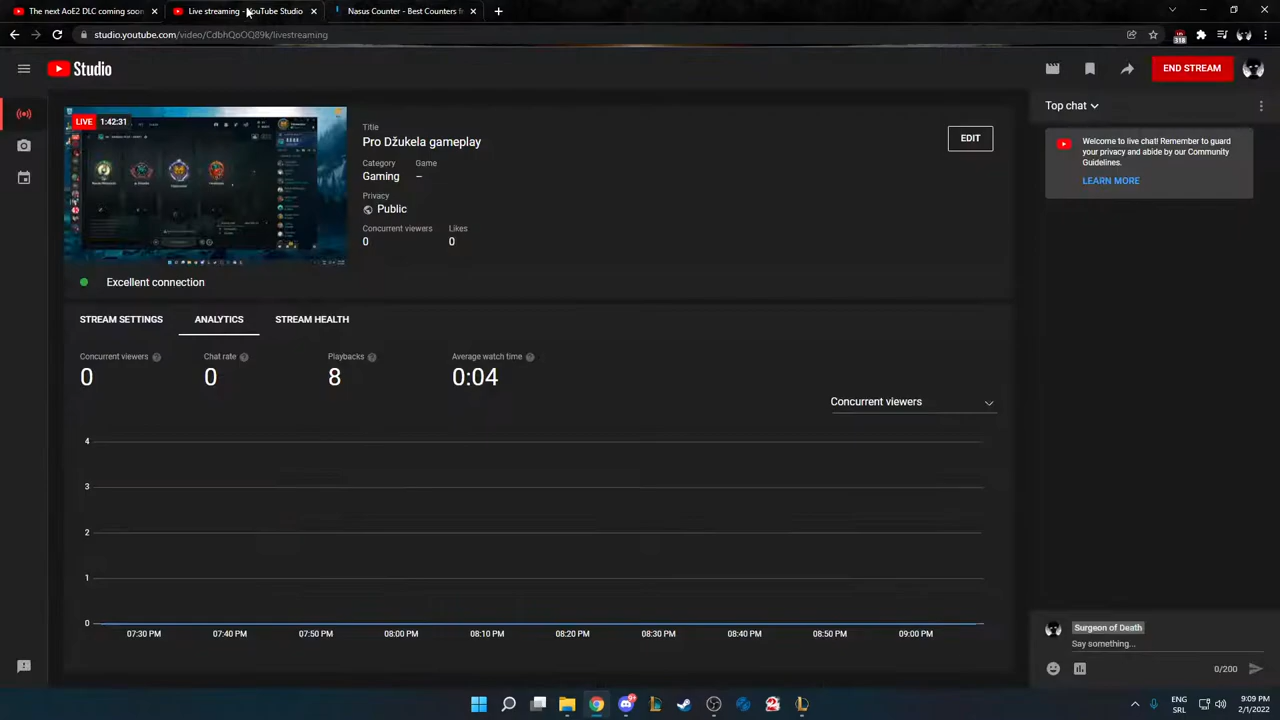 The next AoE2 DLC coming soon
Live streaming - YouTube Studio
Nasus Counter - Best Counters f
studio.youtube.com/video/CdbhQoOQ89k/livestreaming
318
Studio
END STREAM
LIVE 1:42:31
Title
Pro Džukela gameplay
EDIT
Category Game
Gaming –
Privacy
Public
Concurrent viewers Likes
0 0
Excellent connection
STREAM SETTINGS ANALYTICS STREAM HEALTH
Concurrent viewers Chat rate Playbacks Average watch time
0 0 8 0:04
Concurrent viewers
4
3
2
1
0
07:30 PM 07:40 PM 07:50 PM 08:00 PM 08:10 PM 08:20 PM 08:30 PM 08:40 PM 08:50 PM 09:00 PM
Top chat
Welcome to live chat! Remember to guard
your privacy and abide by our Community
Guidelines.
LEARN MORE
Surgeon of Death
Say something...
0/200
ENG
SRL
9:09 PM
2/1/2022